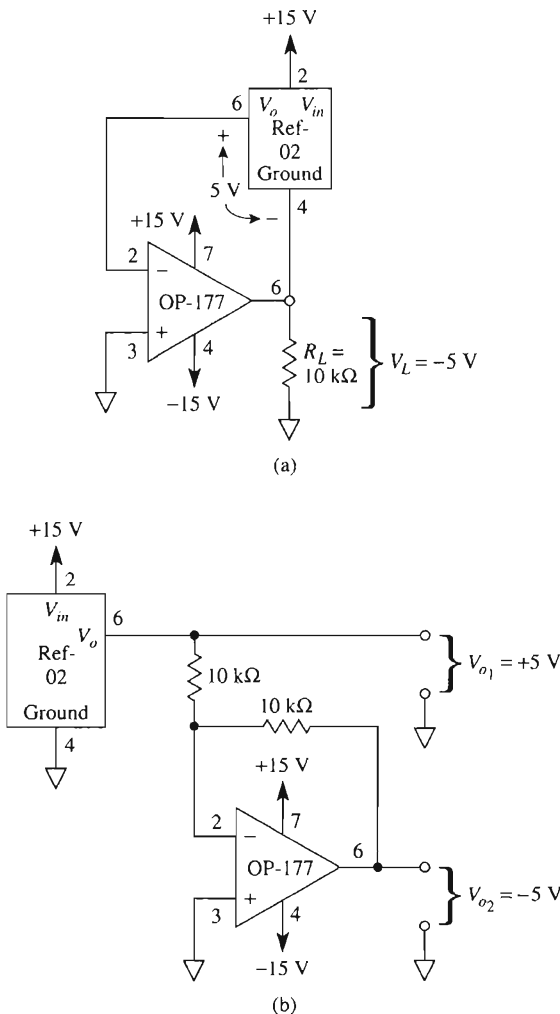 +15 V
2
6
V_o V_in
Ref-
02
Ground
+
5 V
−
4
+15 V
7
2
−
OP-177
6
+
3
4
−15 V
R_L =
10 kΩ
V_L = −5 V
(a)
+15 V
2
V_in
6
V_o
Ref-
02
Ground
4
10 kΩ
10 kΩ
V_o1 = +5 V
+15 V
7
2
−
OP-177
6
+
3
4
−15 V
V_o2 = −5 V
(b)